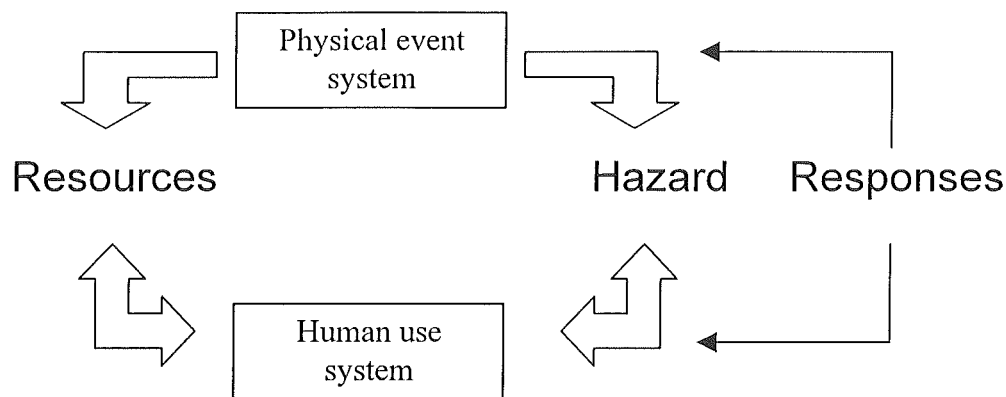 Physical event
system
Resources
Hazard
Responses
Human use
system